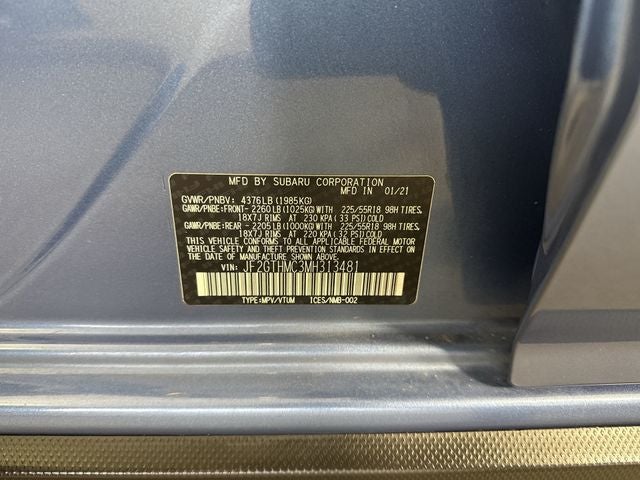 MFD BY SUBARU CORPORATION
MFD IN 01/21
GVWR/PNBV: 4376LB (1985KG)
GAWR/PNBE:FRONT- 2260LB (1025KG)WITH 225/55R18 98H TIRES,
18X7J RIMS AT 230 KPA(33 PSI)COLD
GAWR/PNBE:REAR - 2205LB (1000KG)WITH 225/55R18 98H TIRES,
18X7J RIMS AT 220 KPA(32 PSI)COLD
THIS VEHICLE CONFORMS TO ALL APPLICABLE FEDERAL MOTOR
VEHICLE SAFETY, BUMPER, AND THEFT PREVENTION STANDARDS
IN EFFECT ON THE DATE OF MANUFACTURE SHOWN ABOVE.
VIN: JF2GTHMC3MH313481
TYPE:MPV/VTUM ICES/NMB-002